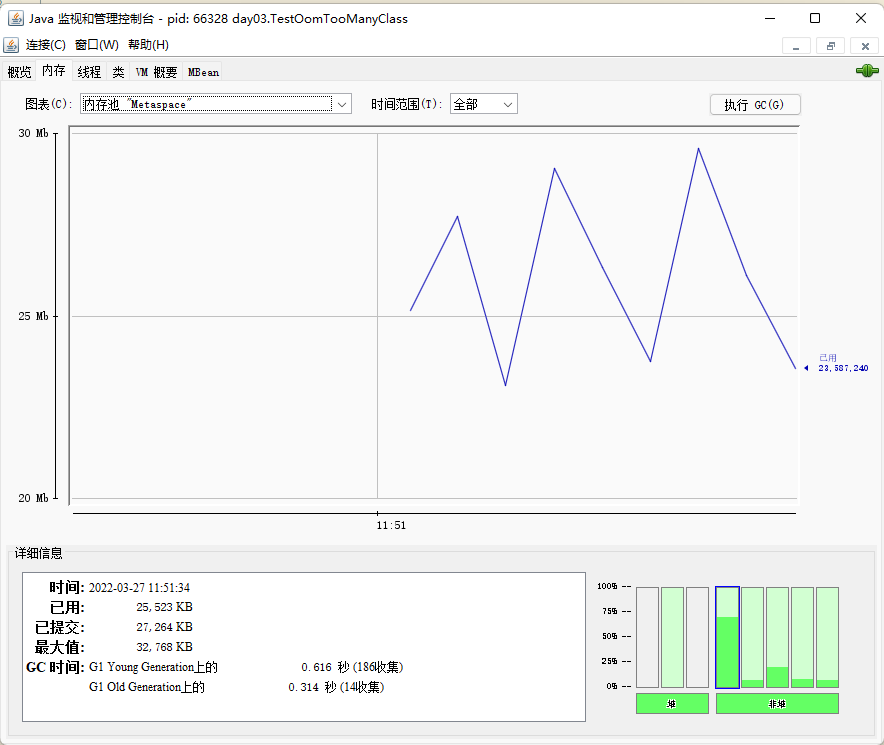 Java 监视和管理控制台 - pid: 66328 day03.TestOomTooManyClass
连接(C) 窗口(W) 帮助(H)
概览 内存 线程 类 VM 概要 MBean
图表(C): 内存池 "Metaspace" 时间范围(T): 全部 执行 GC(G)
30 Mb
25 Mb
已用
23,587,240
20 Mb
11:51
详细信息
时间: 2022-03-27 11:51:34
已用: 25,523 KB
已提交: 27,264 KB
最大值: 32,768 KB
GC 时间: G1 Young Generation上的 0.616 秒 (186收集)
G1 Old Generation上的 0.314 秒 (14收集)
100% --
75% --
50% --
25% --
0% --
堆 非堆